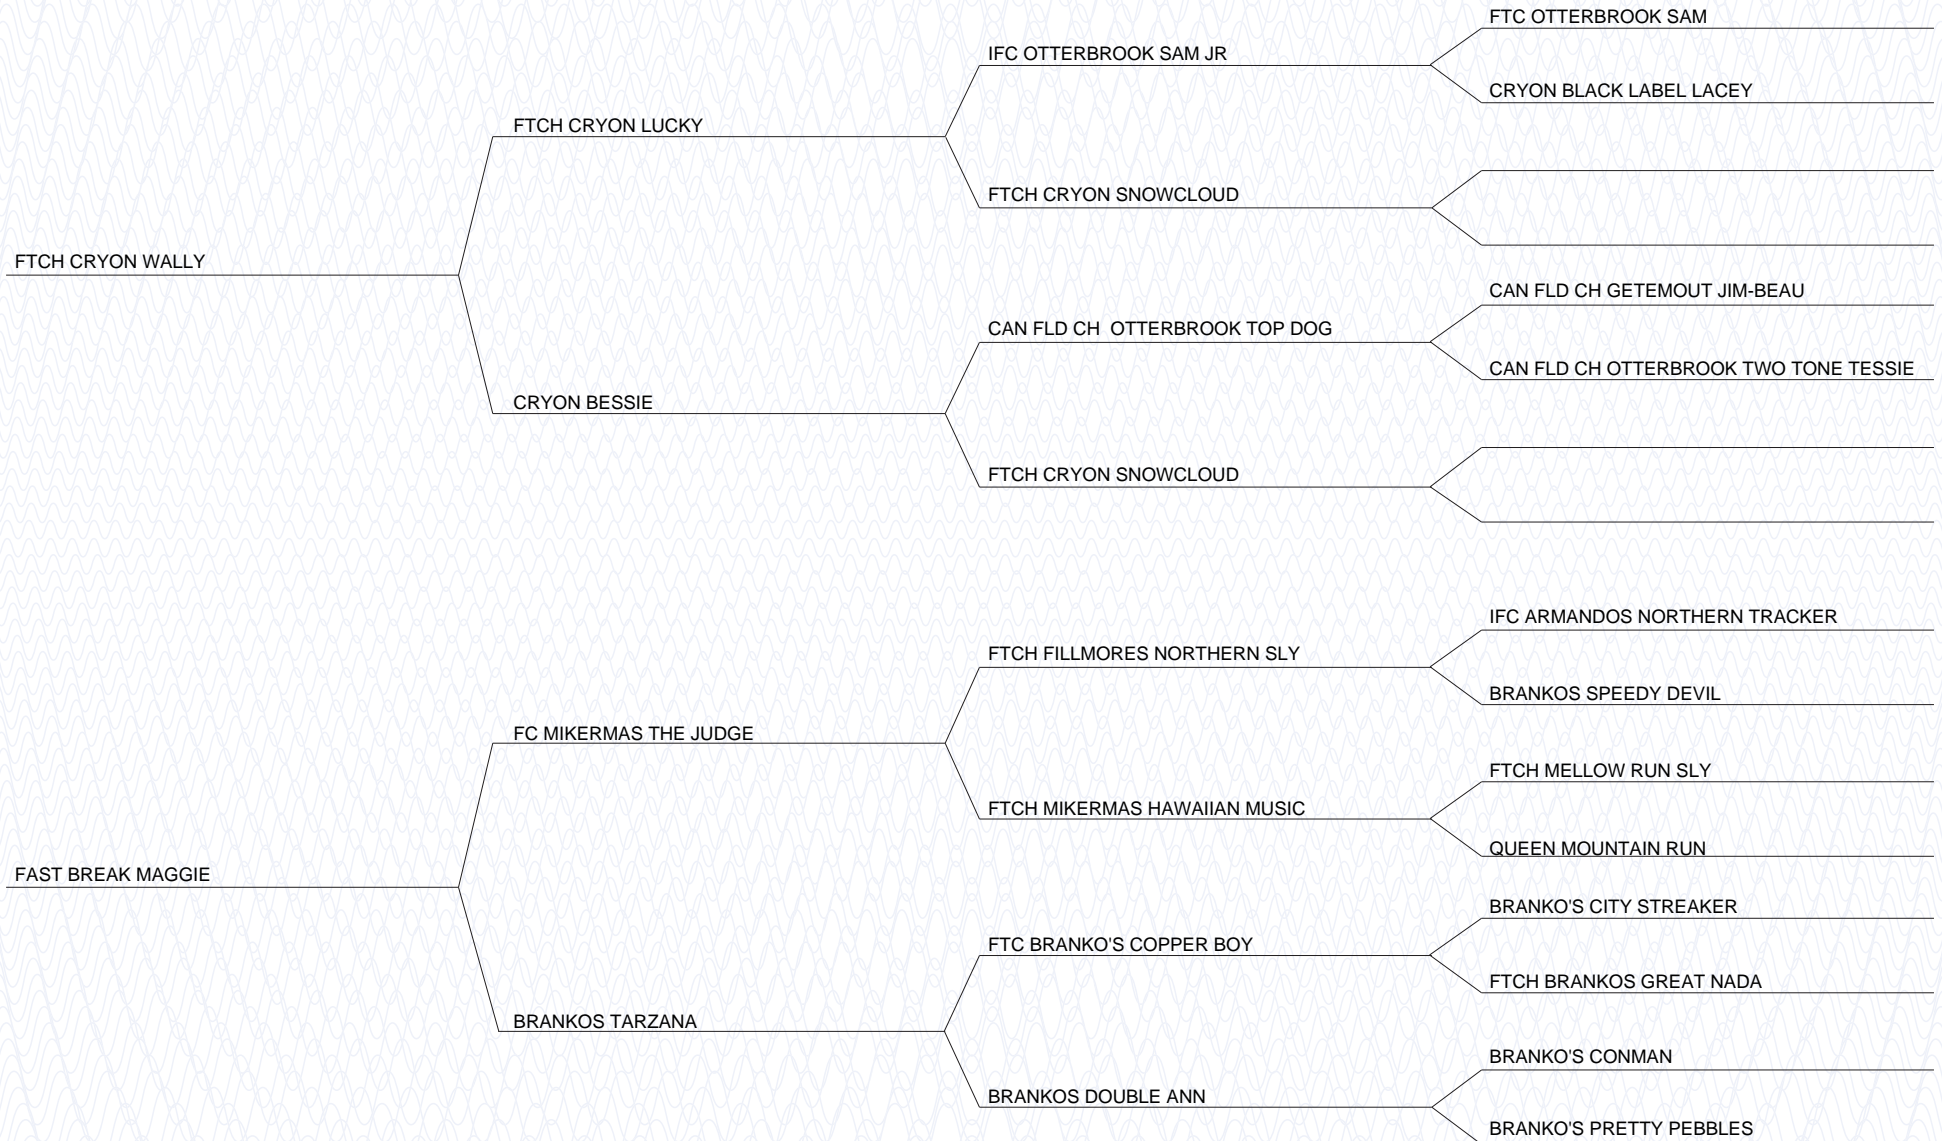 FTC OTTERBROOK SAM
IFC OTTERBROOK SAM JR
CRYON BLACK LABEL LACEY
FTCH CRYON LUCKY
FTCH CRYON SNOWCLOUD
FTCH CRYON WALLY
CAN FLD CH GETEMOUT JIM-BEAU
CAN FLD CH  OTTERBROOK TOP DOG
CAN FLD CH OTTERBROOK TWO TONE TESSIE
CRYON BESSIE
FTCH CRYON SNOWCLOUD
IFC ARMANDOS NORTHERN TRACKER
FTCH FILLMORES NORTHERN SLY
BRANKOS SPEEDY DEVIL
FC MIKERMAS THE JUDGE
FTCH MELLOW RUN SLY
FTCH MIKERMAS HAWAIIAN MUSIC
QUEEN MOUNTAIN RUN
FAST BREAK MAGGIE
BRANKO'S CITY STREAKER
FTC BRANKO'S COPPER BOY
FTCH BRANKOS GREAT NADA
BRANKOS TARZANA
BRANKO'S CONMAN
BRANKOS DOUBLE ANN
BRANKO'S PRETTY PEBBLES